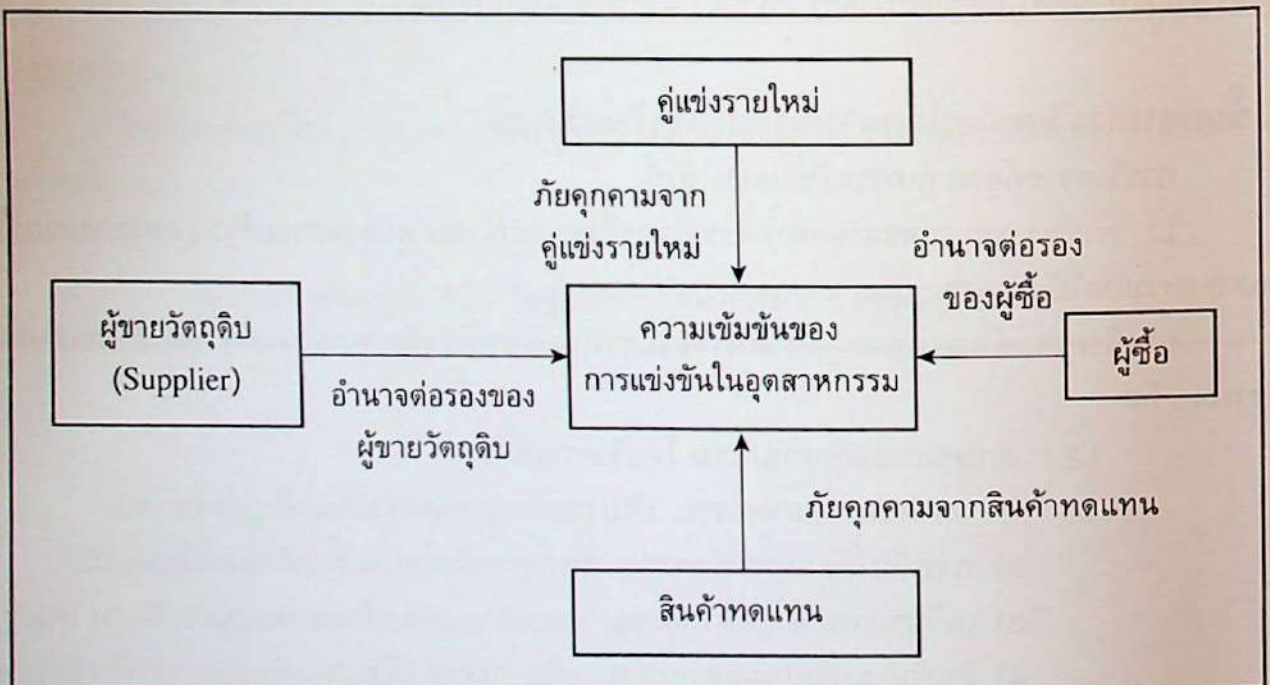 คู่แข่งรายใหม่
ภัยคุกคามจาก
คู่แข่งรายใหม่
อำนาจต่อรอง
ของผู้ซื้อ
ผู้ขายวัตถุดิบ
(Supplier)
ความเข้มข้นของ
การแข่งขันในอุตสาหกรรม
ผู้ซื้อ
อำนาจต่อรองของ
ผู้ขายวัตถุดิบ
ภัยคุกคามจากสินค้าทดแทน
สินค้าทดแทน